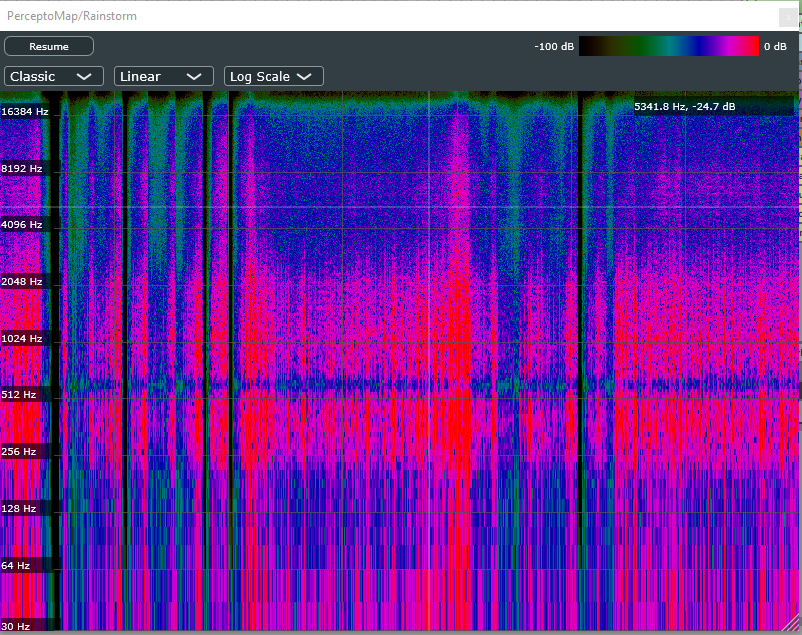 PerceptoMap/Rainstorm
Resume
-100 dB
0 dB
Classic
Linear
Log Scale
16384 Hz
5341.8 Hz, -24.7 dB
8192 Hz
4096 Hz
2048 Hz
1024 Hz
512 Hz
256 Hz
128 Hz
64 Hz
30 Hz